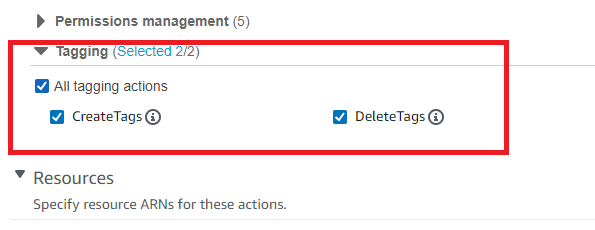 Permissions management (5)
Tagging (Selected 2/2)
All tagging actions
CreateTags DeleteTags
Resources
Specify resource ARNs for these actions.